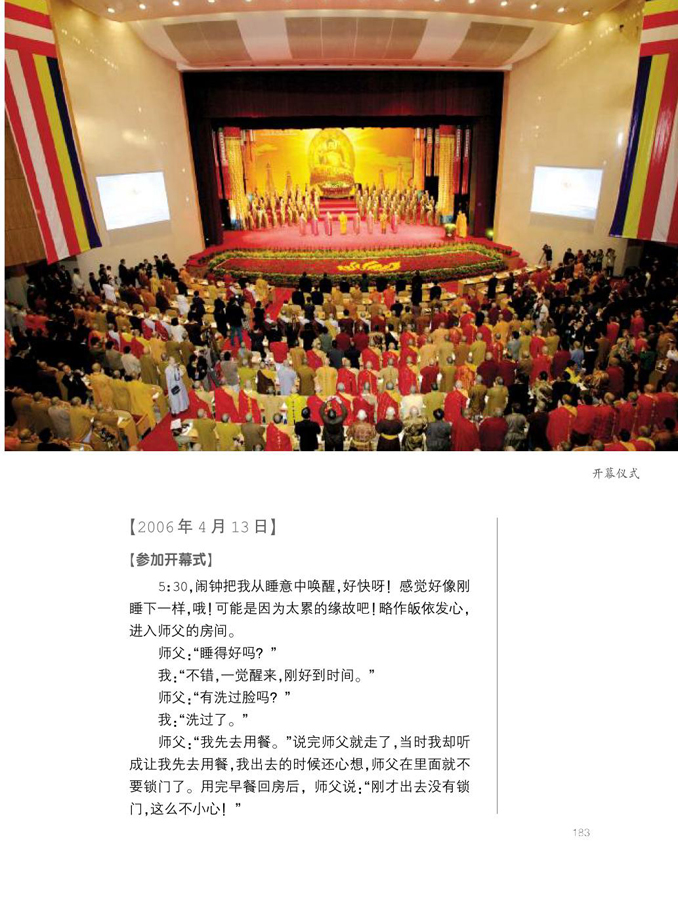 开幕仪式
【2006年4月13日】
【参加开幕式】
5:30,闹钟把我从睡意中唤醒,好快呀！感觉好像刚
睡下一样,哦！可能是因为太累的缘故吧！略作皈依发心,
进入师父的房间。
师父:“睡得好吗？”
我:“不错,一觉醒来,刚好到时间。”
师父:“有洗过脸吗？”
我:“洗过了。”
师父:“我先去用餐。”说完师父就走了,当时我却听
成让我先去用餐,我出去的时候还心想,师父在里面就不
要锁门了。用完早餐回房后，师父说:“刚才出去没有锁
门,这么不小心！”
183